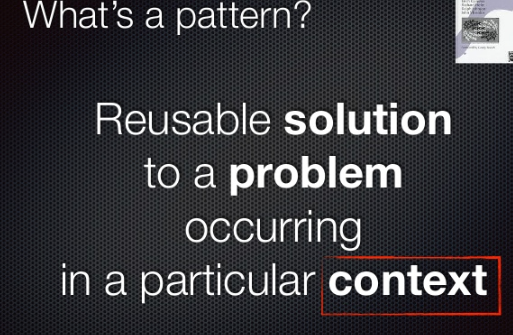 What's a pattern?
Reusable solution
to a problem
occurring
in a particular context